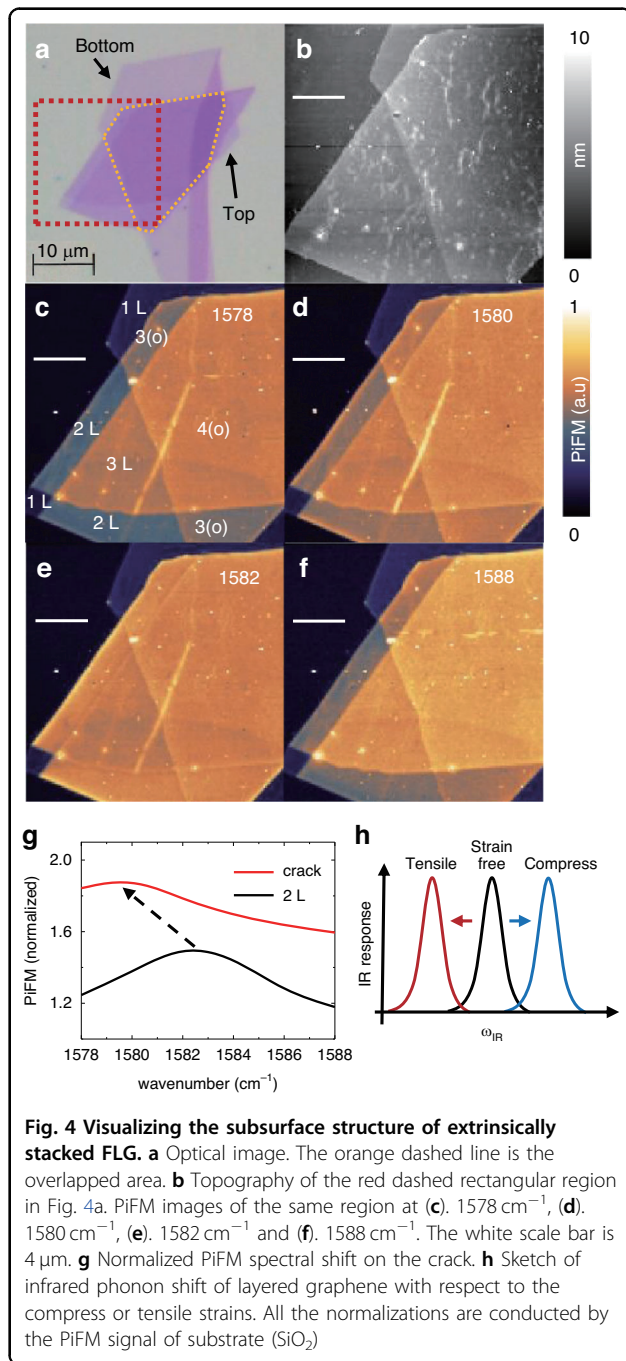 a
Bottom
Top
10 μm
b
10
nm
0
c
1 L
1578
3(o)
2 L
4(o)
3 L
1 L
2 L
3(o)
d
1580
1
PiFM (a.u)
0
e
1582
f
1588
g
2.0
1.6
1.2
PiFM (normalized)
crack
2 L
1578 1580 1582 1584 1586 1588
wavenumber (cm⁻¹)
h
Tensile
Strain
free
Compress
IR response
ω_IR
Fig. 4 Visualizing the subsurface structure of extrinsically
stacked FLG. a Optical image. The orange dashed line is the
overlapped area. b Topography of the red dashed rectangular region
in Fig. 4a. PiFM images of the same region at (c). 1578 cm⁻¹, (d).
1580 cm⁻¹, (e). 1582 cm⁻¹ and (f). 1588 cm⁻¹. The white scale bar is
4 μm. g Normalized PiFM spectral shift on the crack. h Sketch of
infrared phonon shift of layered graphene with respect to the
compress or tensile strains. All the normalizations are conducted by
the PiFM signal of substrate (SiO₂)